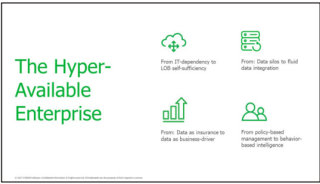 The Hyper-
Available
Enterprise
From IT-dependency to
LOB self-sufficiency
From: Data silos to fluid
data integration
From: Data as insurance to
data as business-driver
From policy-based
management to behavior-
based intelligence